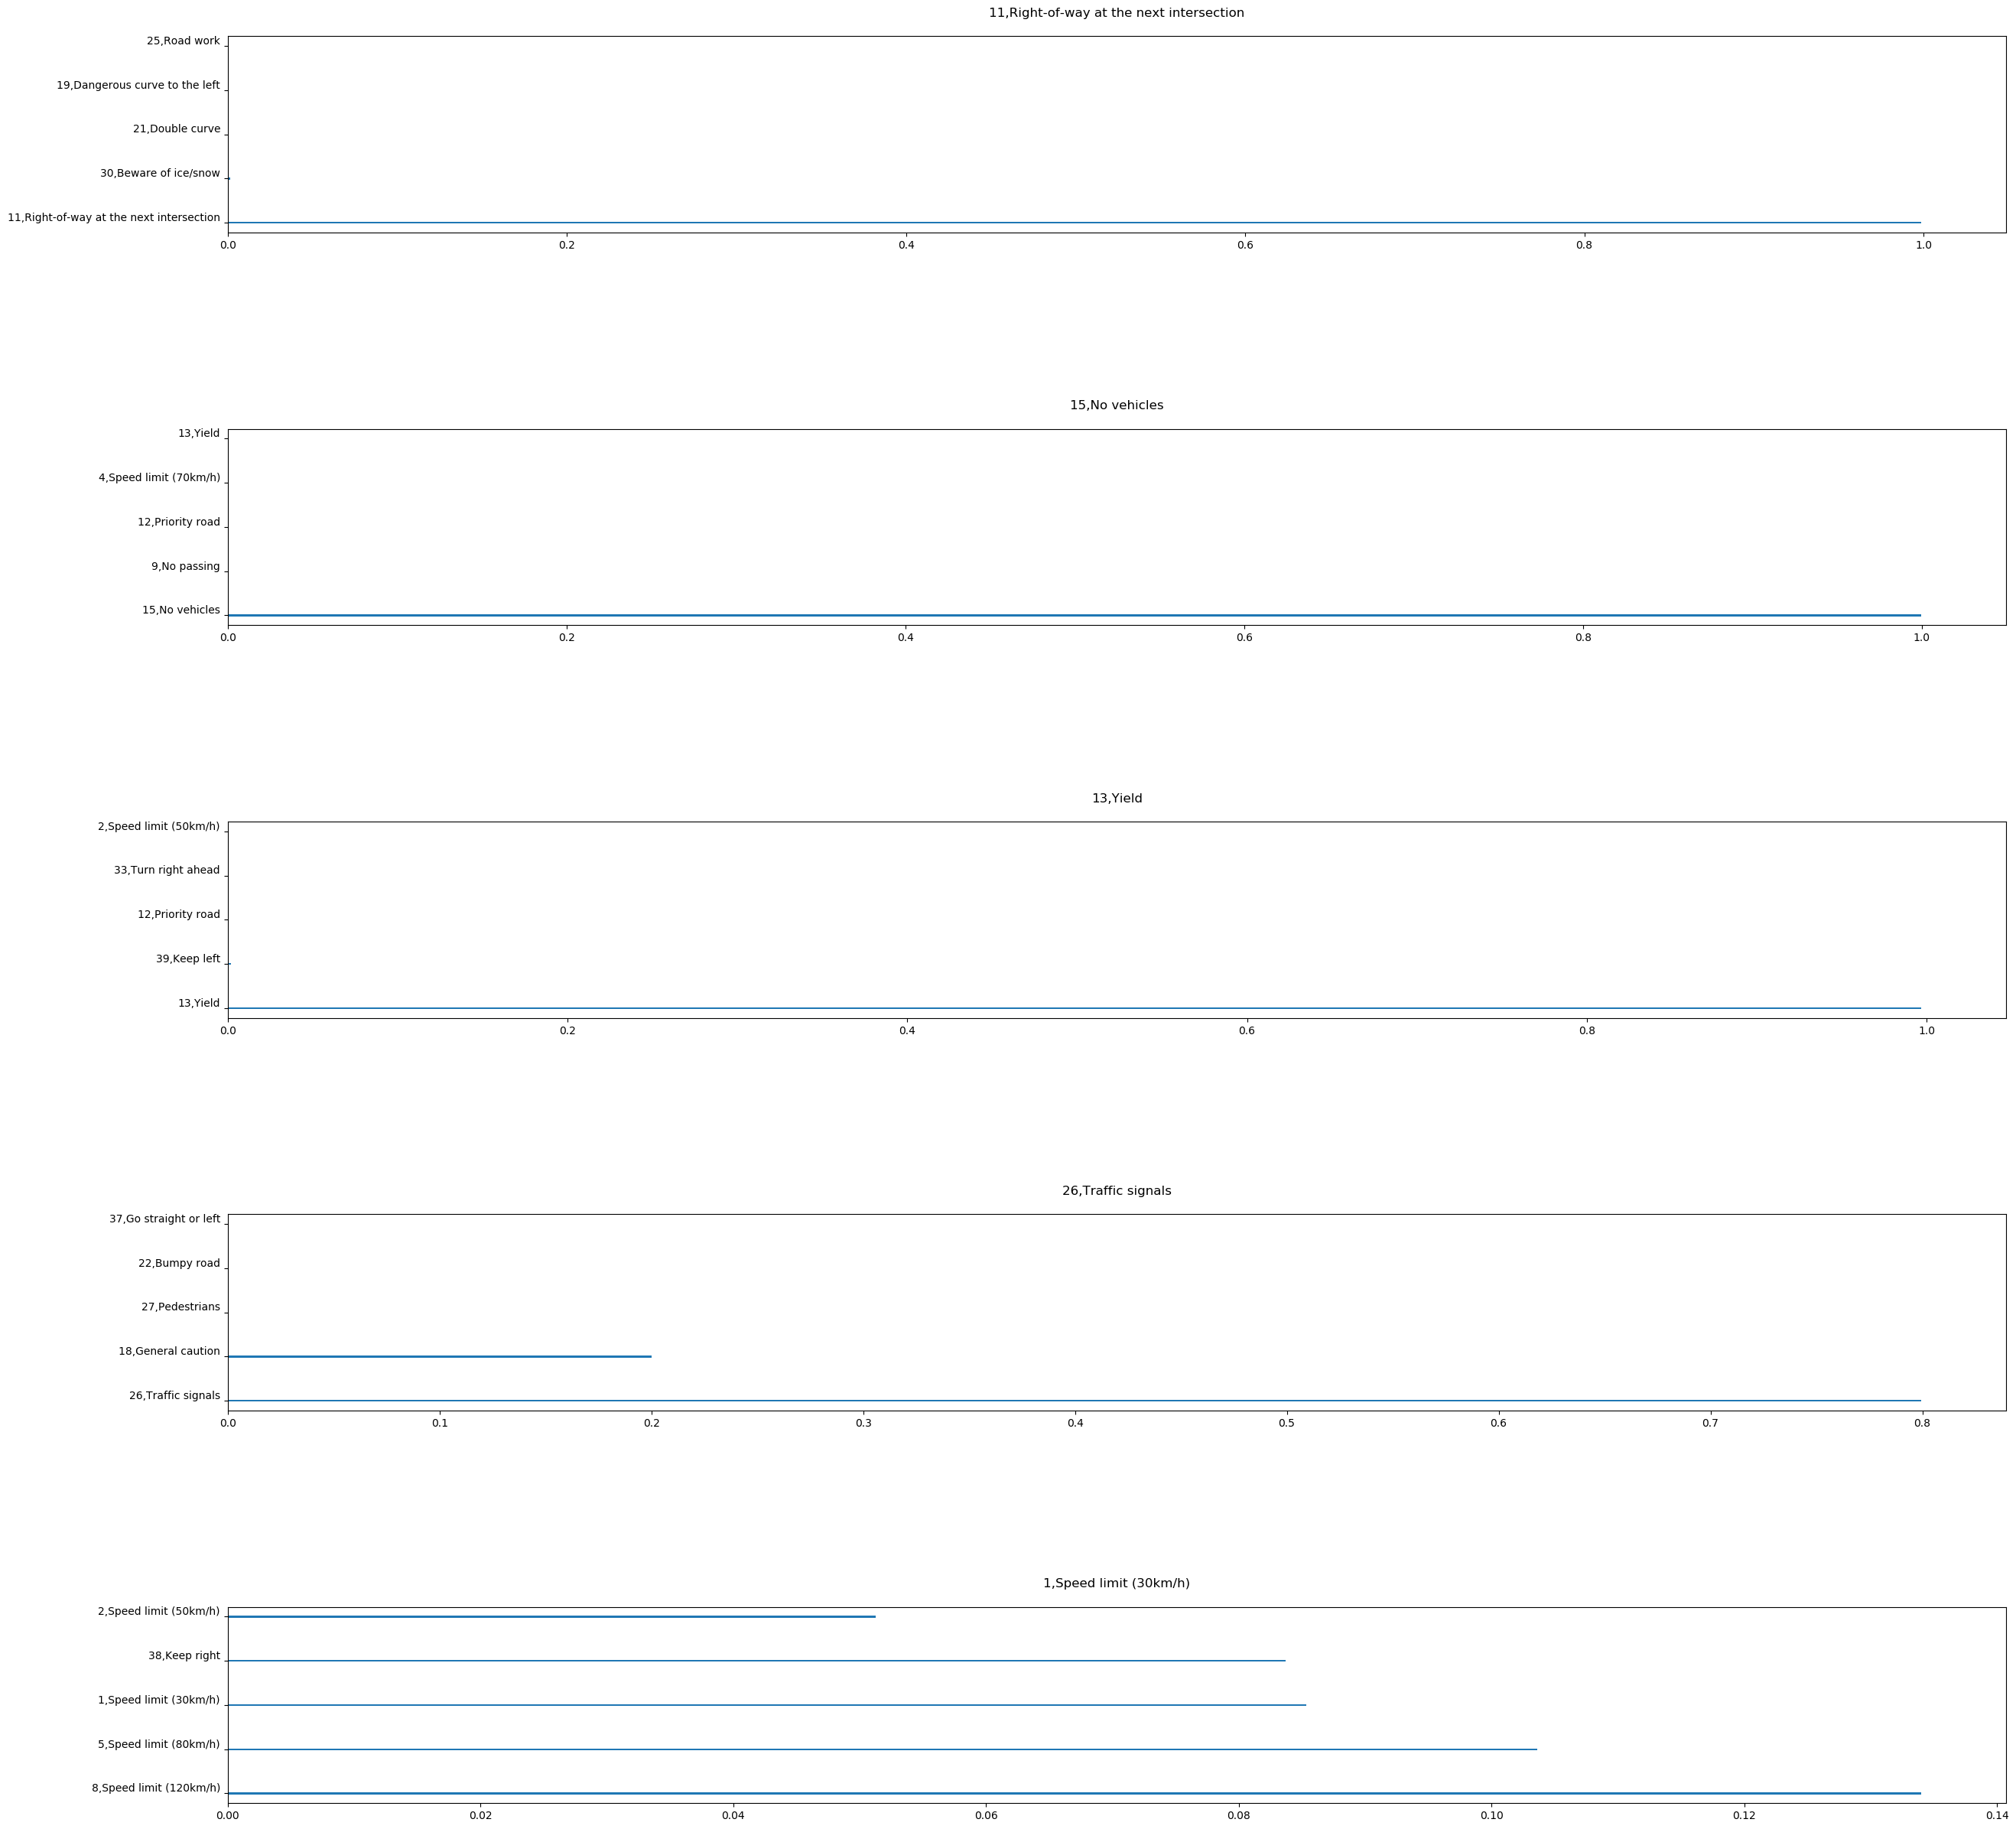 11,Right-of-way at the next intersection
25,Road work
19,Dangerous curve to the left
21,Double curve
30,Beware of ice/snow
11,Right-of-way at the next intersection
0.0 0.2 0.4 0.6 0.8 1.0
15,No vehicles
13,Yield
4,Speed limit (70km/h)
12,Priority road
9,No passing
15,No vehicles
0.0 0.2 0.4 0.6 0.8 1.0
13,Yield
2,Speed limit (50km/h)
33,Turn right ahead
12,Priority road
39,Keep left
13,Yield
0.0 0.2 0.4 0.6 0.8 1.0
26,Traffic signals
37,Go straight or left
22,Bumpy road
27,Pedestrians
18,General caution
26,Traffic signals
0.0 0.1 0.2 0.3 0.4 0.5 0.6 0.7 0.8
1,Speed limit (30km/h)
2,Speed limit (50km/h)
38,Keep right
1,Speed limit (30km/h)
5,Speed limit (80km/h)
8,Speed limit (120km/h)
0.00 0.02 0.04 0.06 0.08 0.10 0.12 0.14